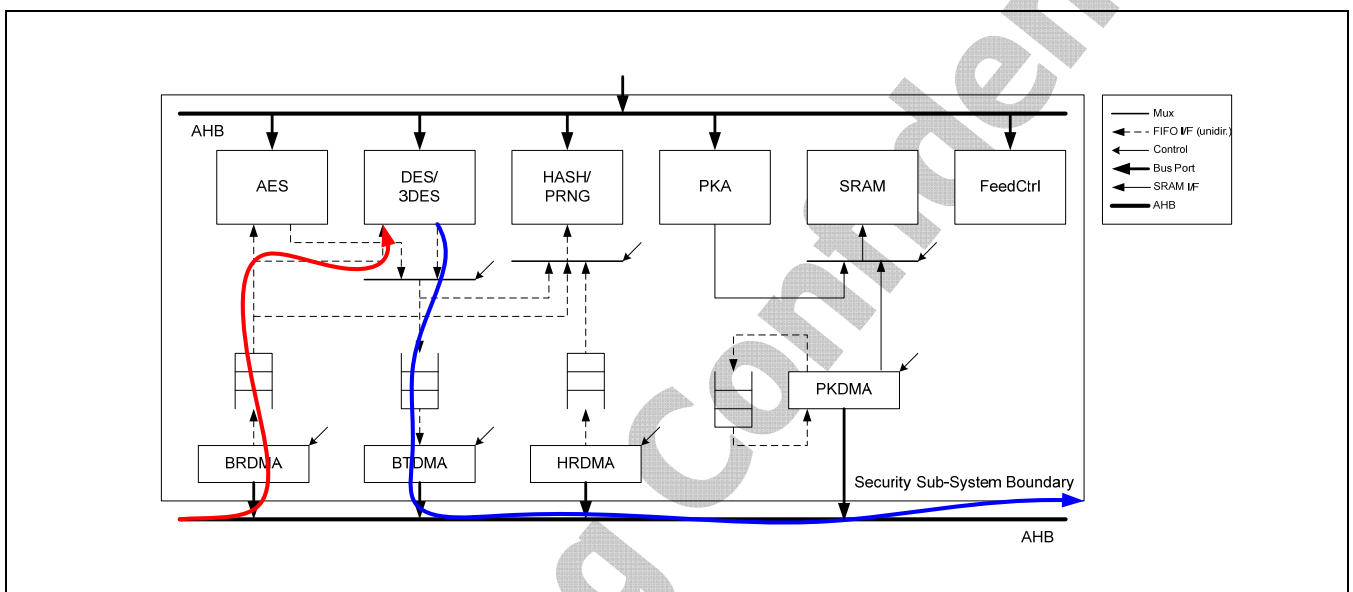 AHB
AES
DES/
3DES
HASH/
PRNG
PKA
SRAM
FeedCtrl
Mux
FIFO I/F (unidir.)
Control
Bus Port
SRAM I/F
AHB
PKDMA
BRDMA
BTDMA
HRDMA
Security Sub-System Boundary
AHB